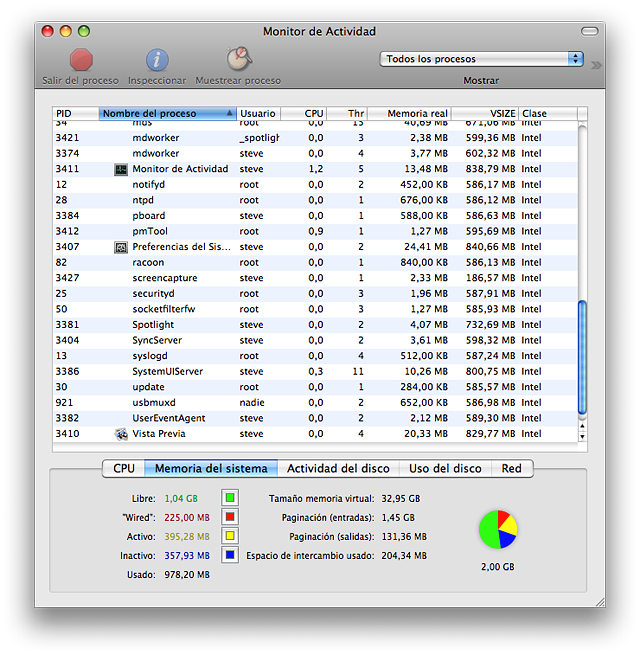 Monitor de Actividad
Salir del proceso Inspeccionar Muestrear proceso Todos los procesos Mostrar
PID Nombre del proceso Usuario CPU Thr Memoria real VSIZE Clase
34 mds root 0,0 15 40,69 MB 671,06 MB Intel
3421 mdworker _spotligh 0,0 3 2,38 MB 599,36 MB Intel
3374 mdworker steve 0,0 4 3,77 MB 602,32 MB Intel
3411 Monitor de Actividad steve 1,2 5 13,48 MB 838,79 MB Intel
12 notifyd root 0,0 2 452,00 KB 586,17 MB Intel
28 ntpd root 0,0 1 676,00 KB 586,12 MB Intel
3384 pboard steve 0,0 1 588,00 KB 586,63 MB Intel
3412 pmTool root 0,9 1 1,27 MB 595,69 MB Intel
3407 Preferencias del Sis... steve 0,0 2 24,41 MB 840,66 MB Intel
82 racoon root 0,0 1 840,00 KB 586,13 MB Intel
3427 screencapture steve 0,0 1 2,33 MB 186,57 MB Intel
25 securityd root 0,0 3 1,96 MB 587,91 MB Intel
50 socketfilterfw root 0,0 3 1,27 MB 585,93 MB Intel
3381 Spotlight steve 0,0 2 4,07 MB 732,69 MB Intel
3404 SyncServer steve 0,0 2 3,61 MB 598,32 MB Intel
13 syslogd root 0,0 4 512,00 KB 587,24 MB Intel
3386 SystemUIServer steve 0,3 11 10,26 MB 800,75 MB Intel
30 update root 0,0 1 284,00 KB 585,57 MB Intel
921 usbmuxd nadie 0,0 2 652,00 KB 586,98 MB Intel
3382 UserEventAgent steve 0,0 2 2,12 MB 589,30 MB Intel
3410 Vista Previa steve 0,0 4 20,33 MB 829,77 MB Intel
CPU Memoria del sistema Actividad del disco Uso del disco Red
Libre: 1,04 GB Tamaño memoria virtual: 32,95 GB
"Wired": 225,00 MB Paginación (entradas): 1,45 GB
Activo: 395,28 MB Paginación (salidas): 131,36 MB
Inactivo: 357,93 MB Espacio de intercambio usado: 204,34 MB
Usado: 978,20 MB 2,00 GB